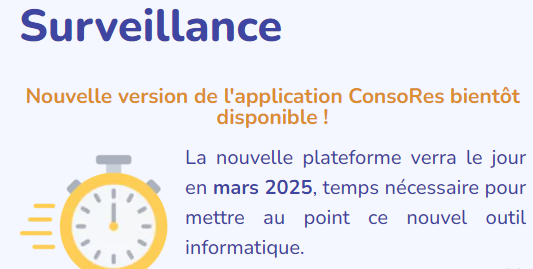 Surveillance
Nouvelle version de l'application ConsoRes bientôt
disponible !
La nouvelle plateforme verra le jour
en mars 2025, temps nécessaire pour
mettre au point ce nouvel outil
informatique.